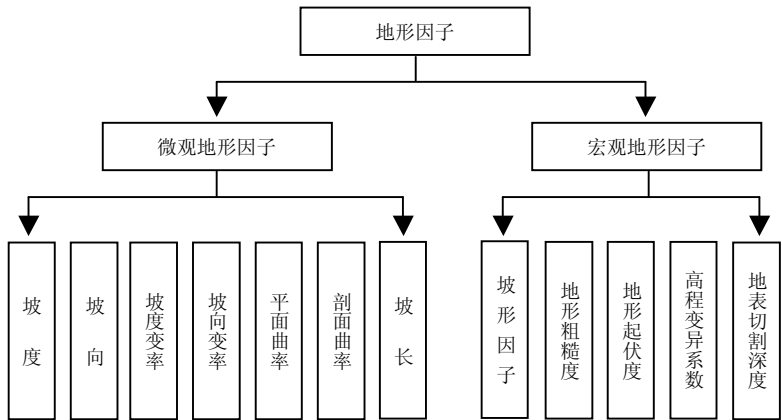 地形因子
微观地形因子
宏观地形因子
坡度
坡向
坡度变率
坡向变率
平面曲率
剖面曲率
坡长
坡形因子
地形粗糙度
地形起伏度
高程变异系数
地表切割深度